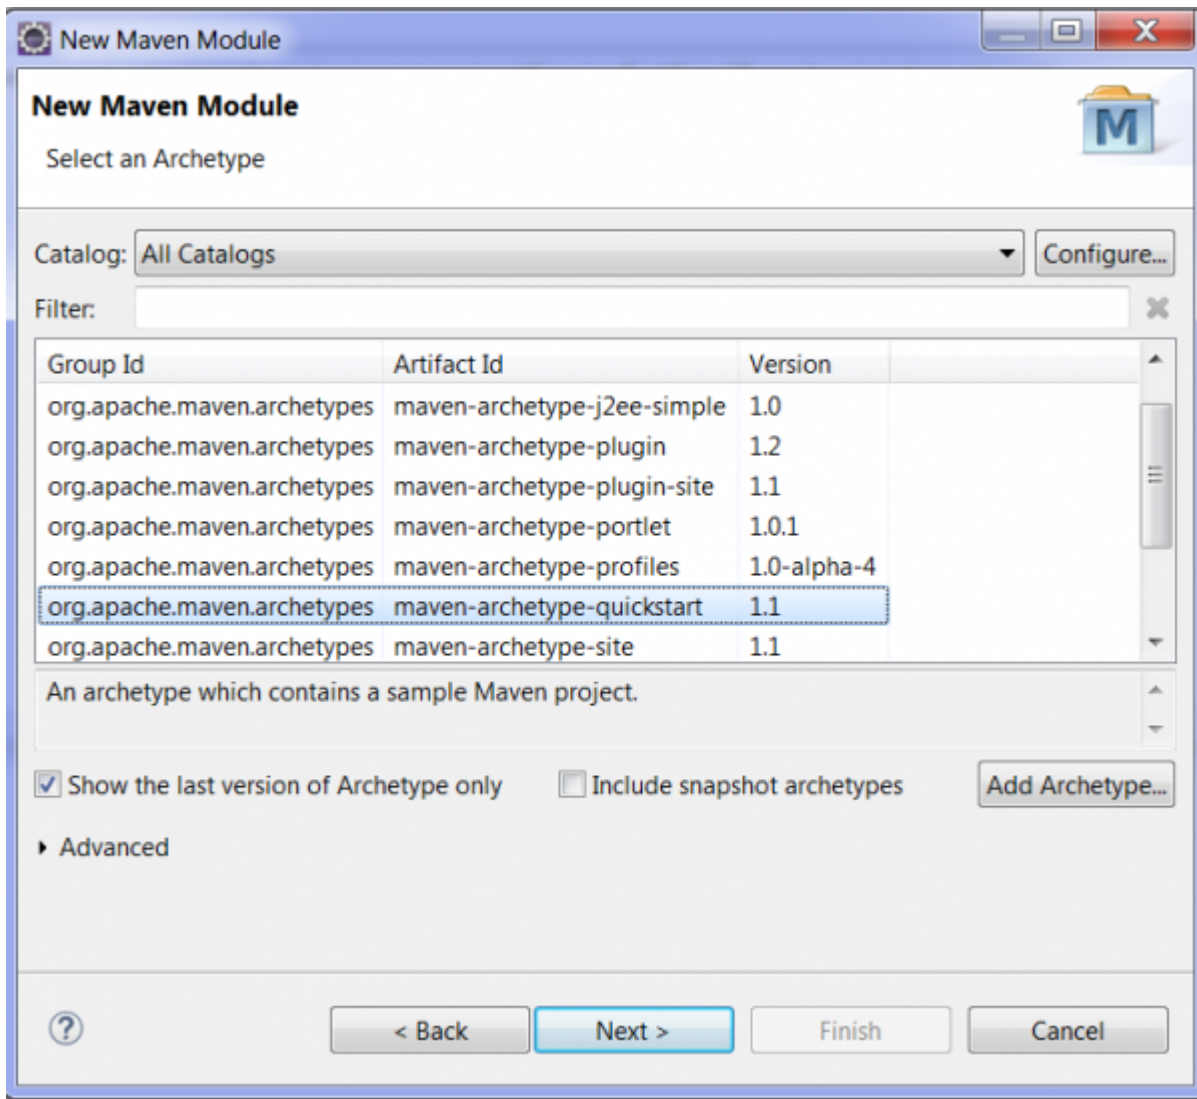 New Maven Module
New Maven Module
M
Select an Archetype
Catalog: All Catalogs Configure...
Filter:
Group Id Artifact Id Version
org.apache.maven.archetypes maven-archetype-j2ee-simple 1.0
org.apache.maven.archetypes maven-archetype-plugin 1.2
org.apache.maven.archetypes maven-archetype-plugin-site 1.1
org.apache.maven.archetypes maven-archetype-portlet 1.0.1
org.apache.maven.archetypes maven-archetype-profiles 1.0-alpha-4
org.apache.maven.archetypes maven-archetype-quickstart 1.1
org.apache.maven.archetypes maven-archetype-site 1.1
An archetype which contains a sample Maven project.
Show the last version of Archetype only Include snapshot archetypes Add Archetype...
Advanced
? < Back Next > Finish Cancel